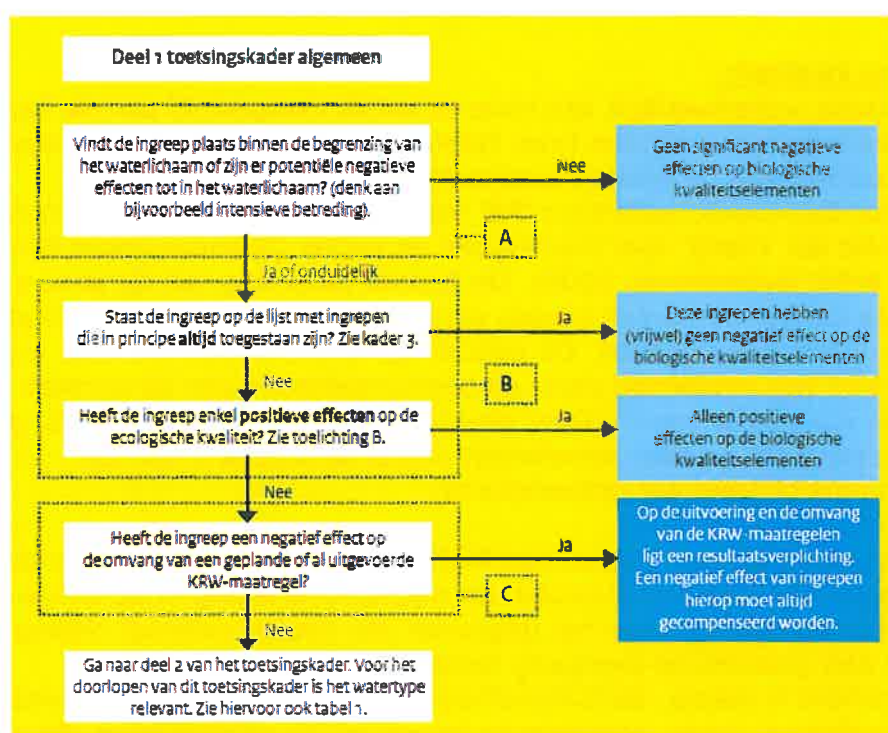 Deel 1 toetsingskader algemeen
Vindt de ingreep plaats binnen de begrenzing van
het waterlichaam of zijn er potentiële negatieve
effecten tot in het waterlichaam? (denk aan
bijvoorbeeld intensieve betreding).
Nee
Geen significant negatieve
effecten op biologische
kwaliteitselementen
A
Ja of onduidelijk
Staat de ingreep op de lijst met ingrepen
die in principe altijd toegestaan zijn? Zie kader 3.
Ja
Deze ingrepen hebben
(vrijwel) geen negatief effect op de
biologische kwaliteitselementen
Nee
B
Heeft de ingreep enkel positieve effecten op de
ecologische kwaliteit? Zie toelichting B.
Ja
Alleen positieve
effecten op de biologische
kwaliteitselementen
Nee
Heeft de ingreep een negatief effect op
de omvang van een geplande of al uitgevoerde
KRW-maatregel?
Ja
Op de uitvoering en de omvang
van de KRW-maatregelen
ligt een resultaatsverplichting.
Een negatief effect van ingrepen
hierop moet altijd
gecompenseerd worden.
C
Nee
Ga naar deel 2 van het toetsingskader. Voor het
doorlopen van dit toetsingskader is het watertype
relevant. Zie hiervoor ook tabel 1.